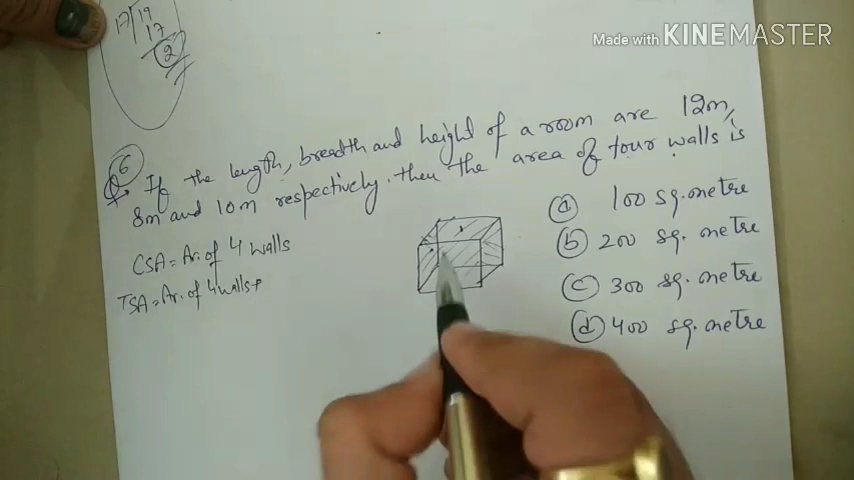 Made with KINEMASTER
17 19
17
2
Q6 If the length, breadth and height of a room are 12m,
8m and 10m respectively. then the area of four walls is
(a) 100 sq. metre
(b) 200 sq. metre
(c) 300 sq. metre
(d) 400 sq. metre
CSA = Ar. of 4 walls
TSA = Ar. of 4 walls +